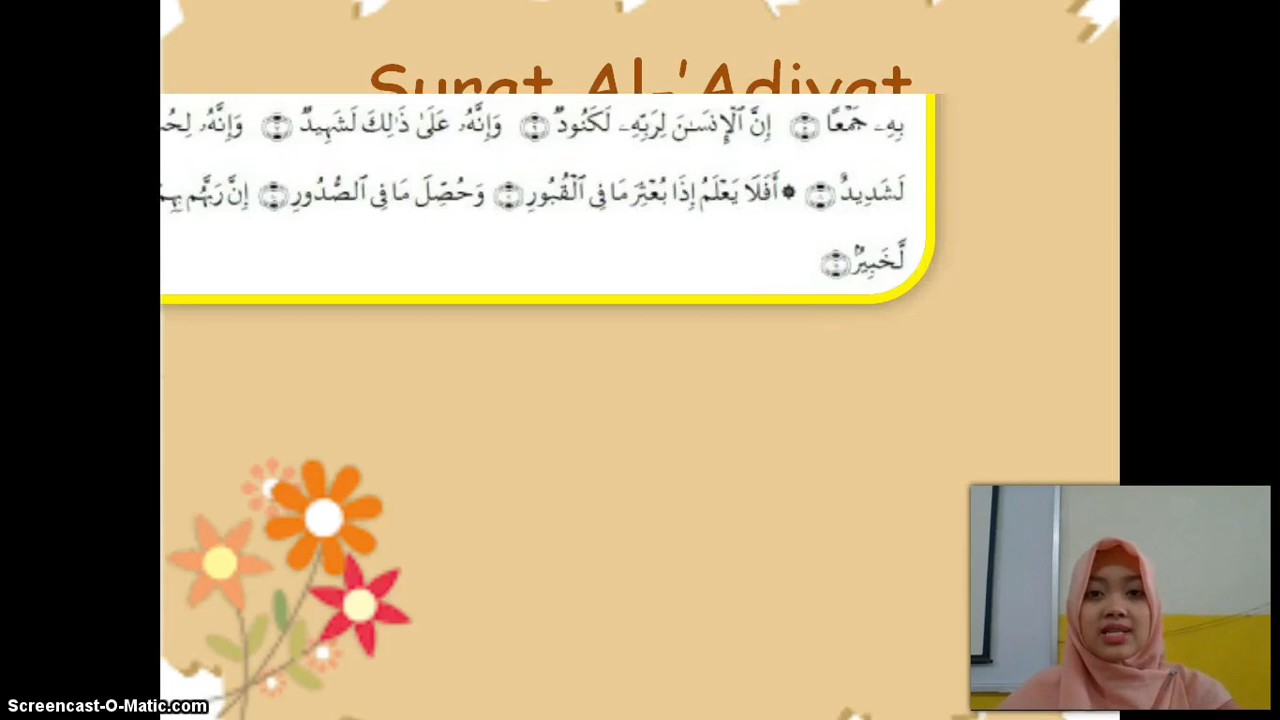 Surat Al-'Adiyat
بِهِۦ جَمْعًا ۝ إِنَّ ٱلْإِنسَـٰنَ لِرَبِّهِۦ لَكَنُودٌ ۝ وَإِنَّهُۥ عَلَىٰ ذَٰلِكَ لَشَهِيدٌ ۝ وَإِنَّهُۥ
لَشَدِيدٌ ۝ ۞ أَفَلَا يَعْلَمُ إِذَا بُعْثِرَ مَا فِى ٱلْقُبُورِ ۝ وَحُصِّلَ مَا فِى ٱلصُّدُورِ ۝ إِنَّ رَبَّهُم بِهِمْ
لَّخَبِيرٌۢ ۝
Screencast-O-Matic.com